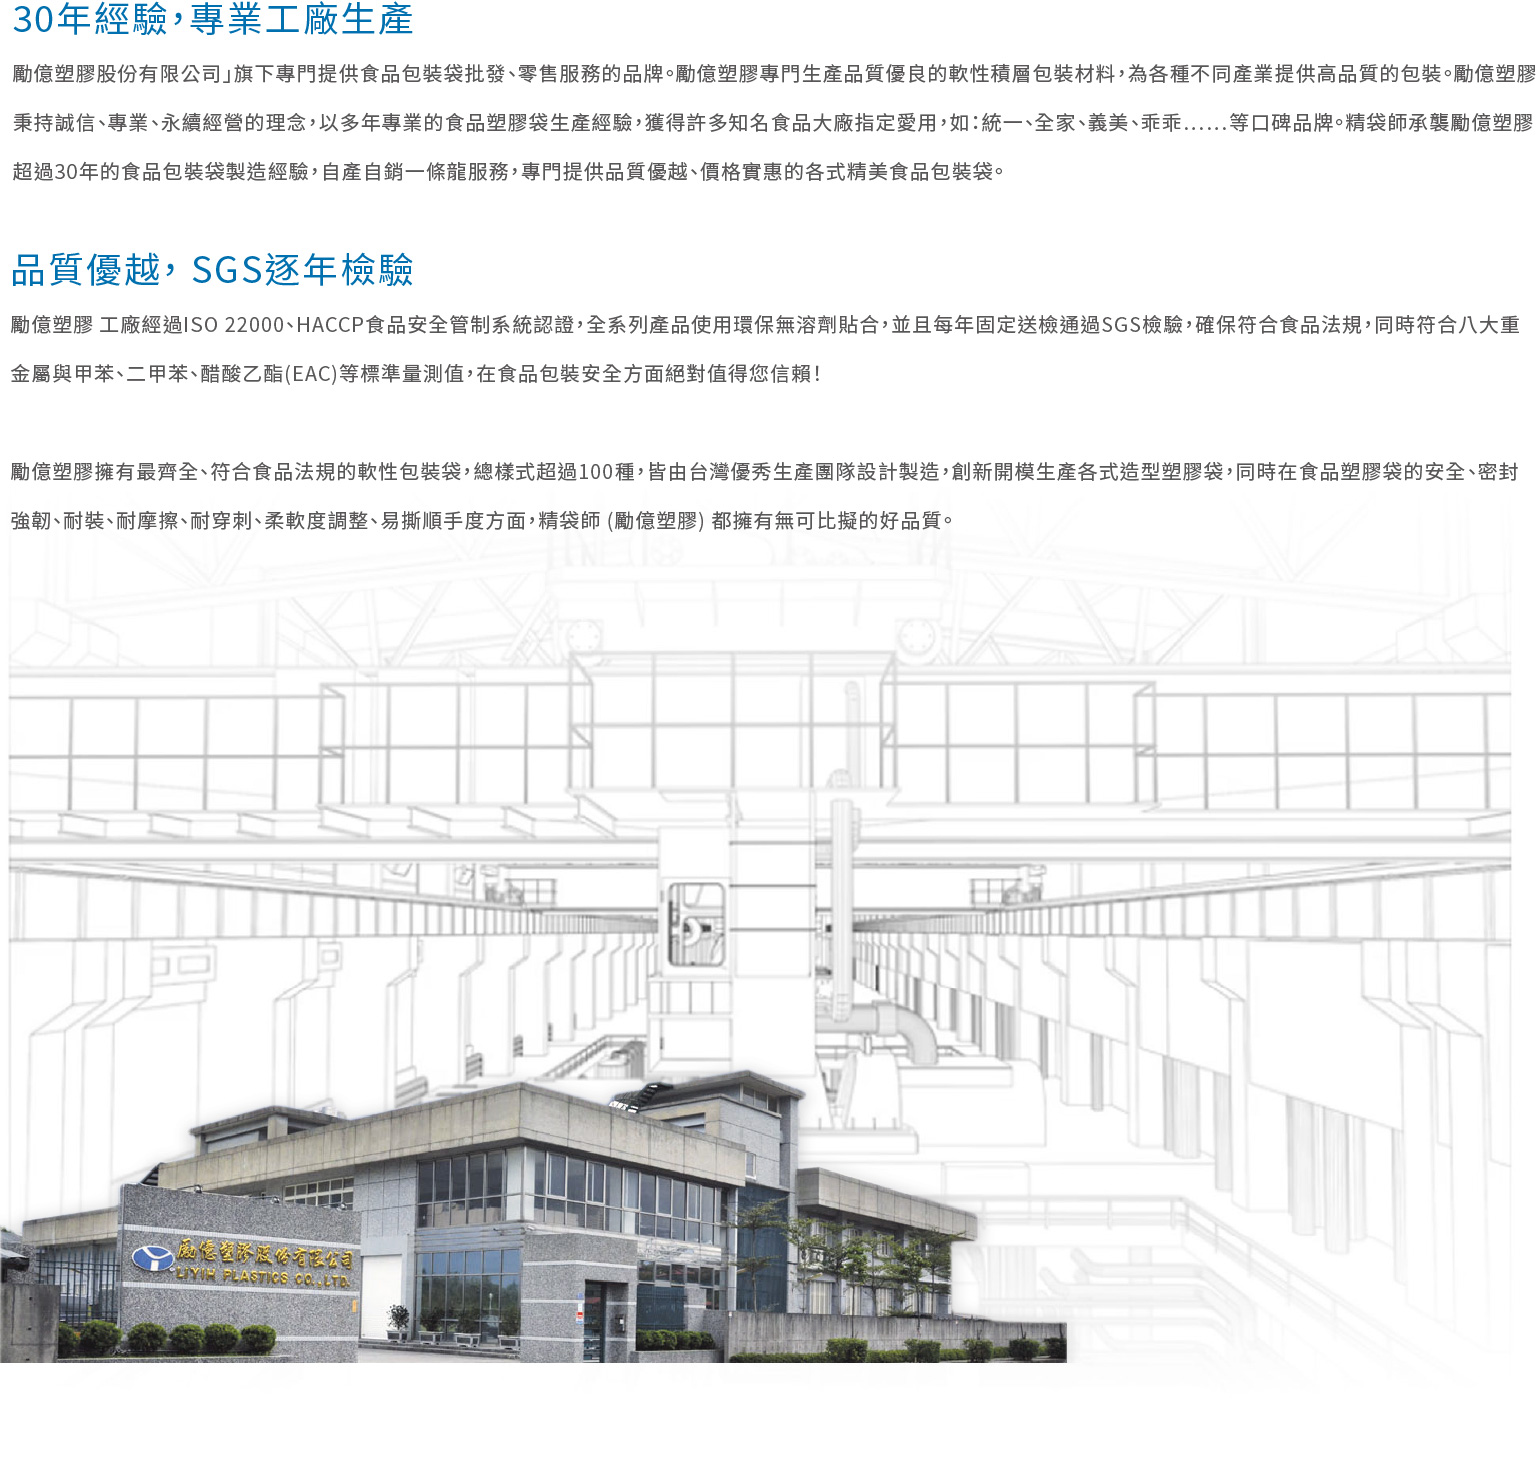 30年經驗，專業工廠生產
勵億塑膠股份有限公司」旗下專門提供食品包裝袋批發、零售服務的品牌。勵億塑膠專門生產品質優良的軟性積層包裝材料，為各種不同產業提供高品質的包裝。勵億塑膠
秉持誠信、專業、永續經營的理念，以多年專業的食品塑膠袋生產經驗，獲得許多知名食品大廠指定愛用，如：統一、全家、義美、乖乖……等口碑品牌。精袋師承襲勵億塑膠
超過30年的食品包裝袋製造經驗，自產自銷一條龍服務，專門提供品質優越、價格實惠的各式精美食品包裝袋。
品質優越， SGS逐年檢驗
勵億塑膠 工廠經過ISO 22000、HACCP食品安全管制系統認證，全系列產品使用環保無溶劑貼合，並且每年固定送檢通過SGS檢驗，確保符合食品法規，同時符合八大重
金屬與甲苯、二甲苯、醋酸乙酯(EAC)等標準量測值，在食品包裝安全方面絕對值得您信賴！
勵億塑膠擁有最齊全、符合食品法規的軟性包裝袋，總樣式超過100種，皆由台灣優秀生產團隊設計製造，創新開模生產各式造型塑膠袋，同時在食品塑膠袋的安全、密封
強韌、耐裝、耐摩擦、耐穿刺、柔軟度調整、易撕順手度方面，精袋師 (勵億塑膠) 都擁有無可比擬的好品質。
勵億塑膠股份有限公司
LIYIH PLASTICS CO.,LTD.